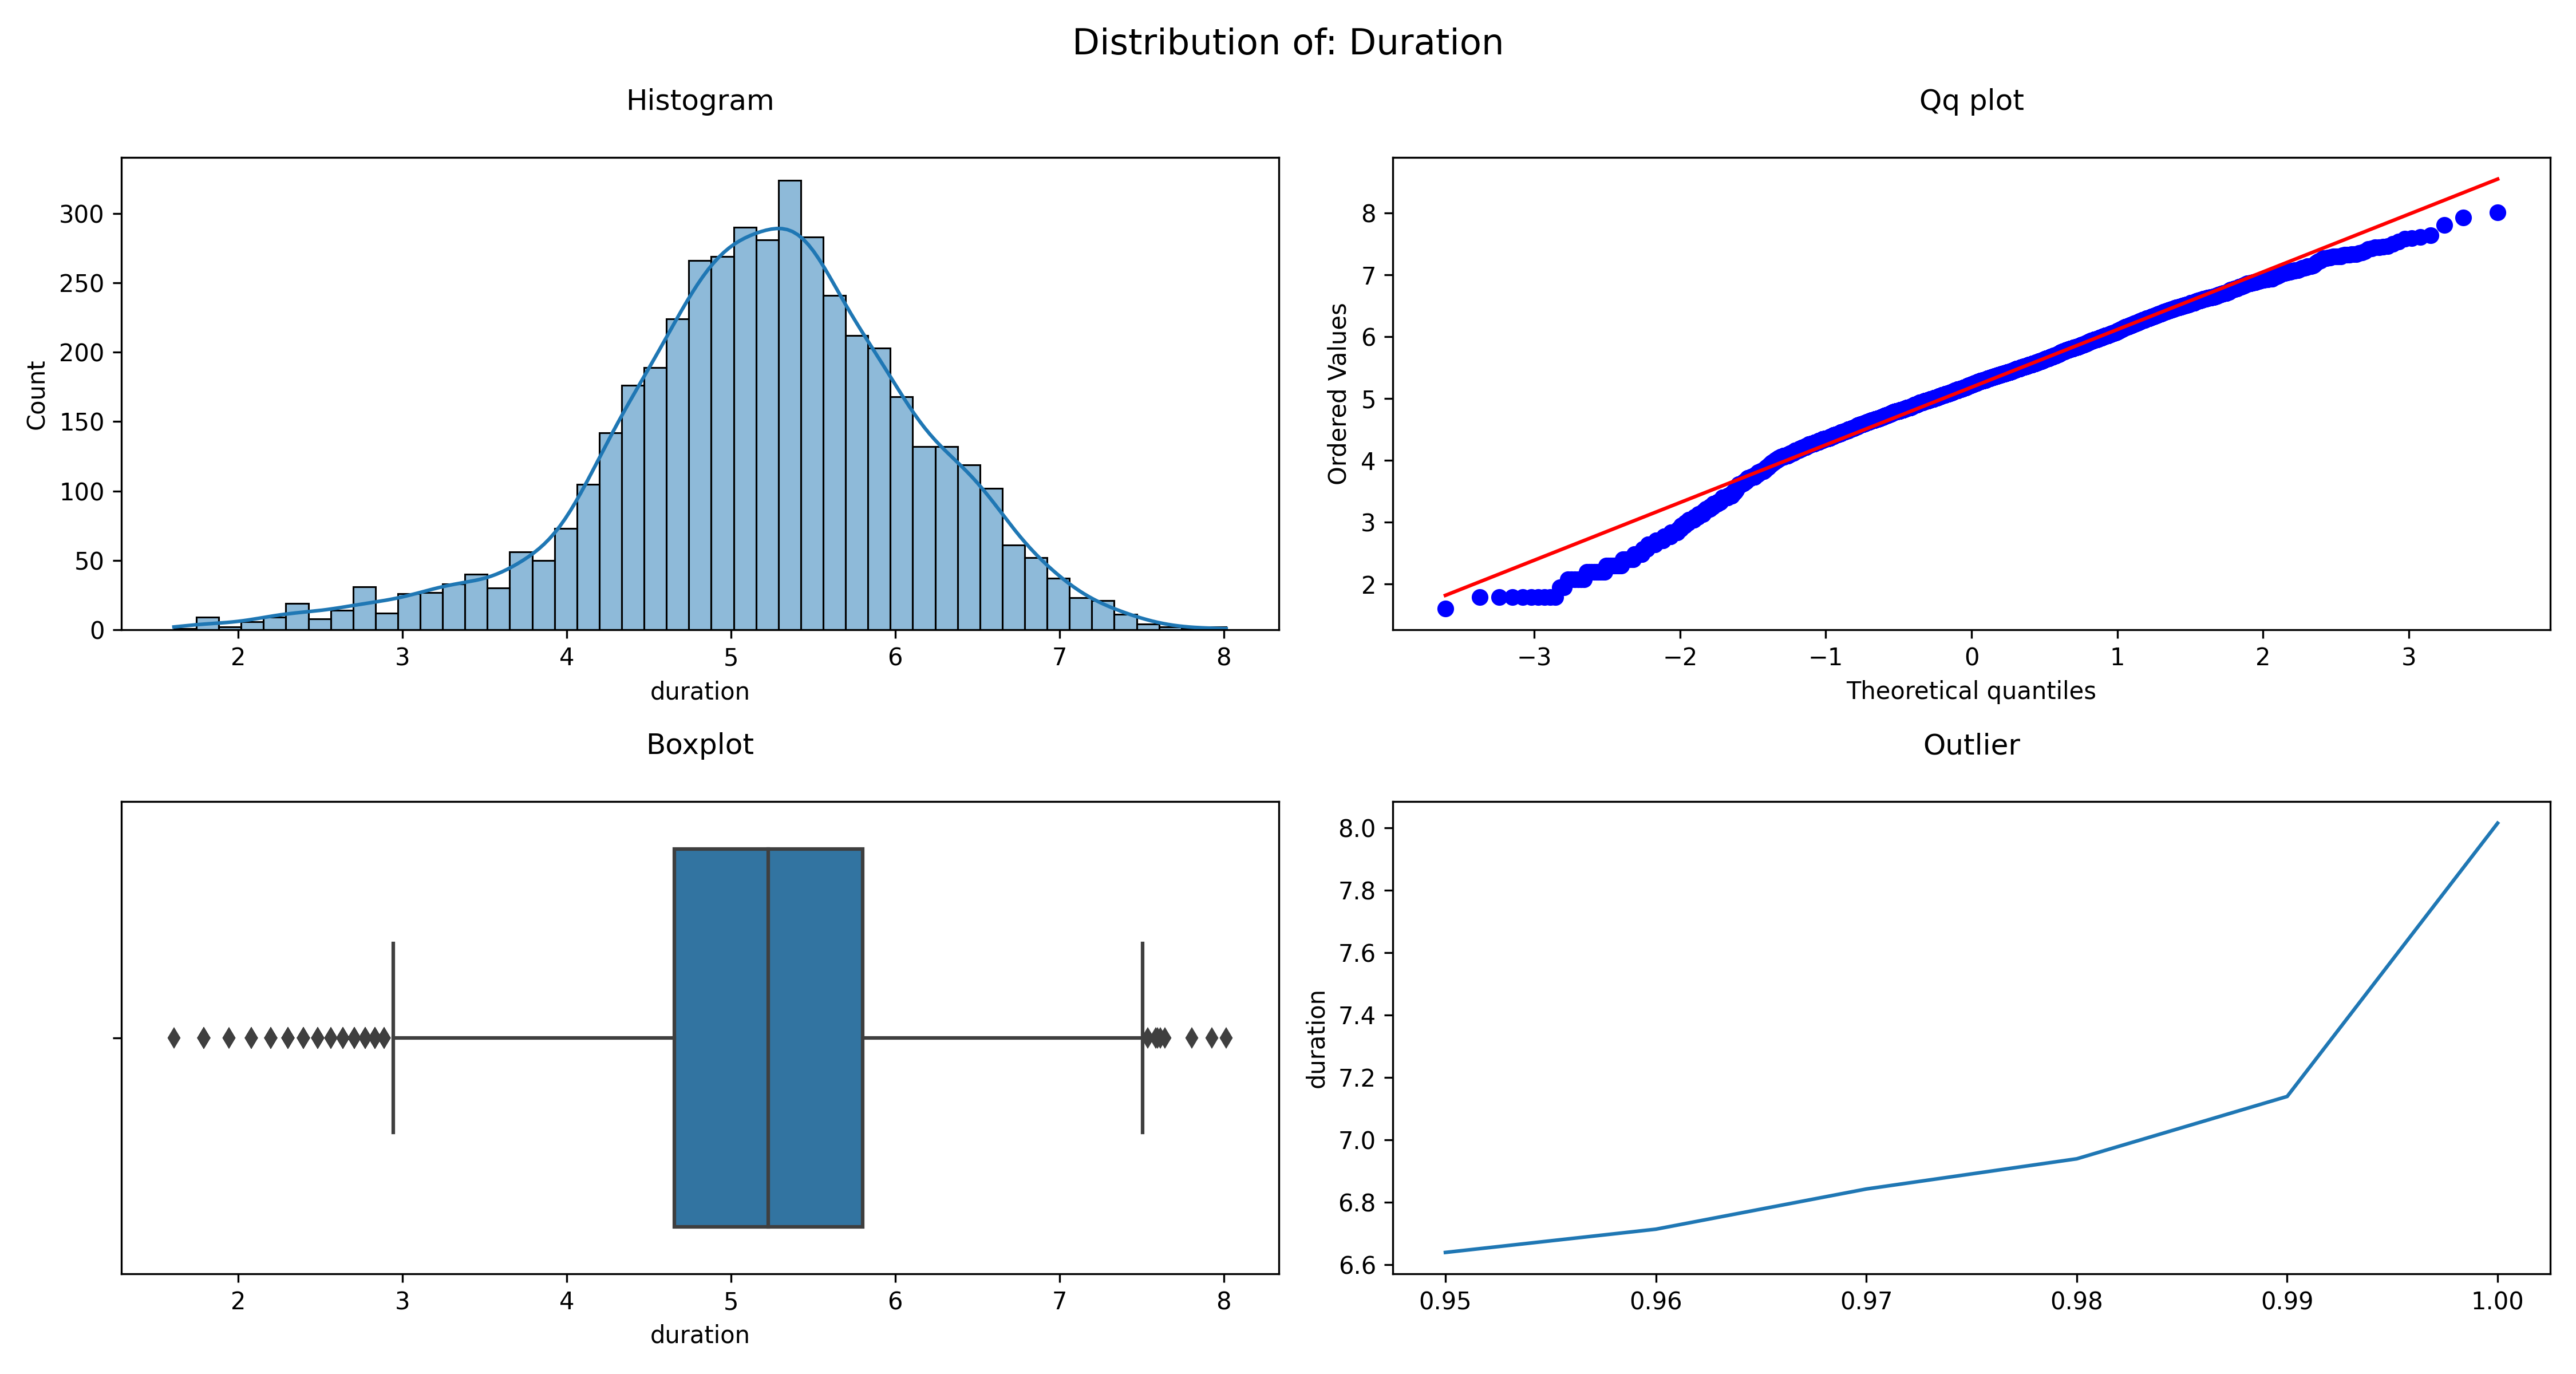 Distribution of: Duration
Histogram
Count
300
250
200
150
100
50
0
2 3 4 5 6 7 8
duration
Qq plot
Ordered Values
8
7
6
5
4
3
2
−3 −2 −1 0 1 2 3
Theoretical quantiles
Boxplot
2 3 4 5 6 7 8
duration
Outlier
duration
8.0
7.8
7.6
7.4
7.2
7.0
6.8
6.6
0.95 0.96 0.97 0.98 0.99 1.00